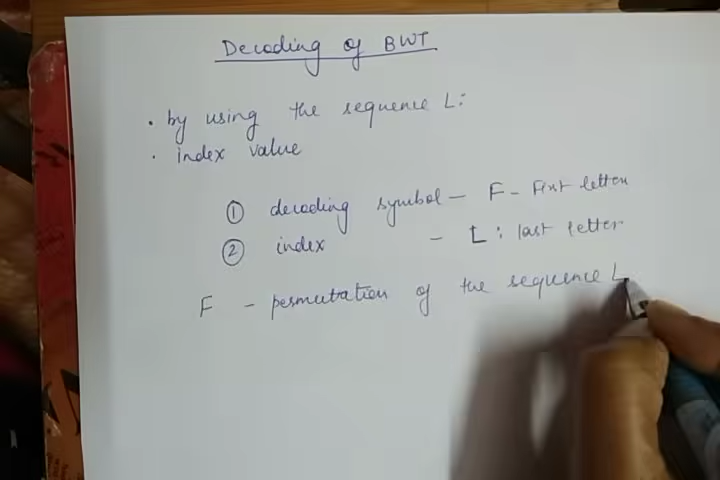 Decoding of BWT
. by using the sequence L:
. index value
① decoding symbol - F - First letter
② index - L : last letter
F - permutation of the sequence L